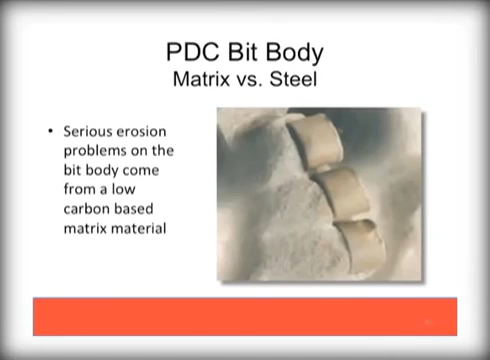 PDC Bit Body
Matrix vs. Steel
• Serious erosion
problems on the
bit body come
from a low
carbon based
matrix material